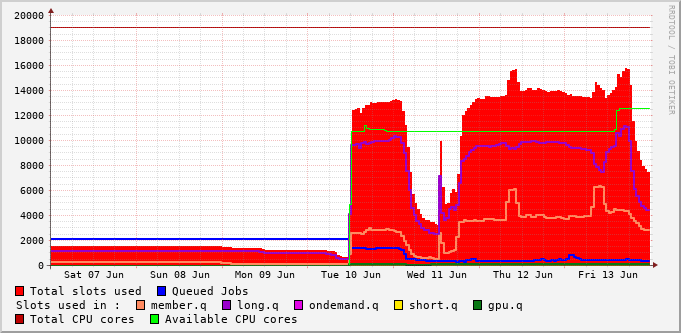 20000
18000
16000
14000
12000
10000
8000
6000
4000
2000
0
Sat 07 Jun Sun 08 Jun Mon 09 Jun Tue 10 Jun Wed 11 Jun Thu 12 Jun Fri 13 Jun
Total slots used Queued Jobs
Slots used in : member.q long.q ondemand.q short.q gpu.q
Total CPU cores Available CPU cores
RRDTOOL / TOBI OETIKER